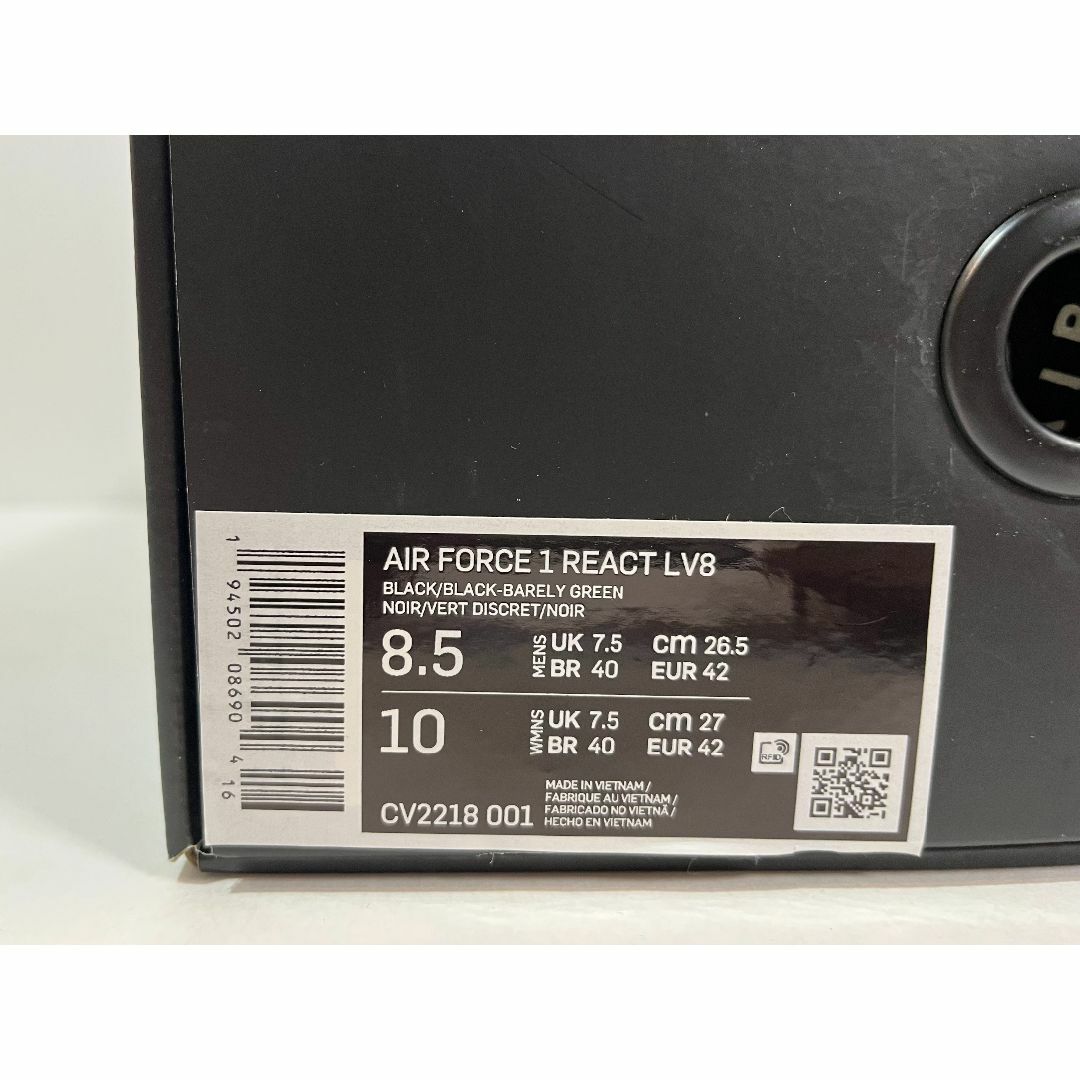 AIR
1 94502 08690 4 16
AIR FORCE 1 REACT LV8
BLACK/BLACK-BARELY GREEN
NOIR/VERT DISCRET/NOIR
8.5 MENS UK 7.5 cm 26.5
BR 40 EUR 42
10 WMNS UK 7.5 cm 27
BR 40 EUR 42
RFID
CV2218 001
MADE IN VIETNAM /
FABRIQUE AU VIETNAM /
FABRICADO NO VIETNÃ /
HECHO EN VIETNAM